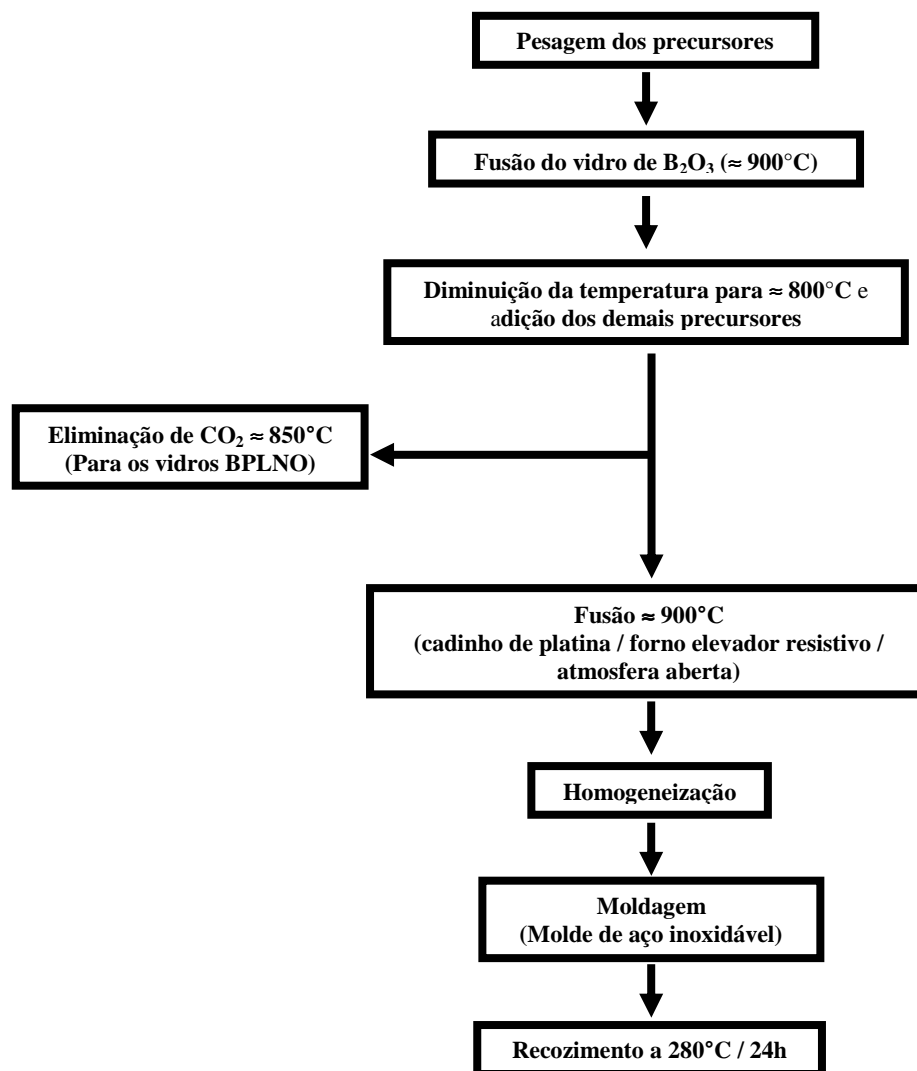 Pesagem dos precursores
Fusão do vidro de B₂O₃ (≈ 900°C)
Diminuição da temperatura para ≈ 800°C e
adição dos demais precursores
Eliminação de CO₂ ≈ 850°C
(Para os vidros BPLNO)
Fusão ≈ 900°C
(cadinho de platina / forno elevador resistivo /
atmosfera aberta)
Homogeneização
Moldagem
(Molde de aço inoxidável)
Recozimento a 280°C / 24h